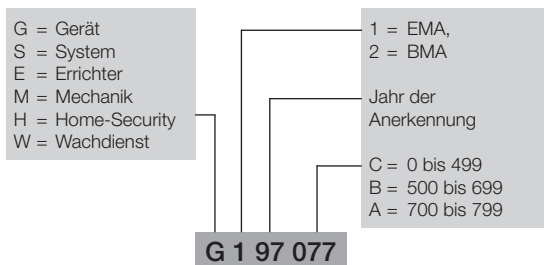 G = Gerät
S = System
E = Errichter
M = Mechanik
H = Home-Security
W = Wachdienst
1 = EMA,
2 = BMA
Jahr der
Anerkennung
C = 0 bis 499
B = 500 bis 699
A = 700 bis 799
G 1 97 077